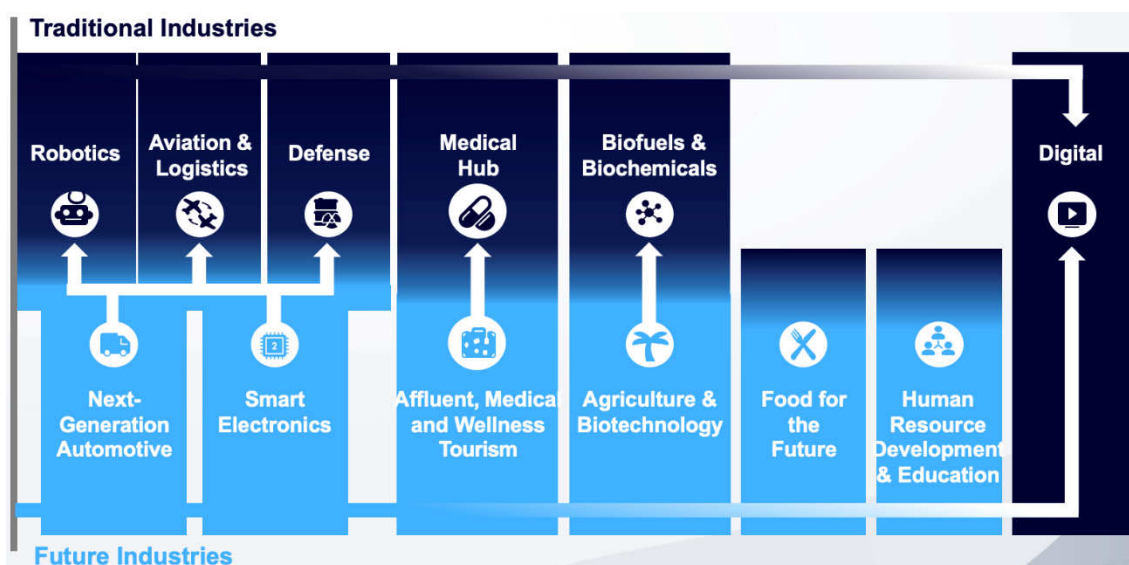 Traditional Industries
Robotics
Aviation &
Logistics
Defense
Medical
Hub
Biofuels &
Biochemicals
Digital
2
Next-
Generation
Automotive
Smart
Electronics
Affluent, Medical
and Wellness
Tourism
Agriculture &
Biotechnology
Food for
the
Future
Human
Resource
Development
& Education
Future Industries